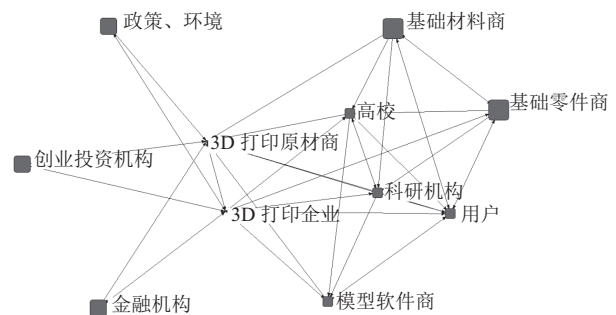 政策、环境
基础材料商
基础零件商
高校
3D 打印原材商
创业投资机构
科研机构
3D 打印企业
用户
模型软件商
金融机构